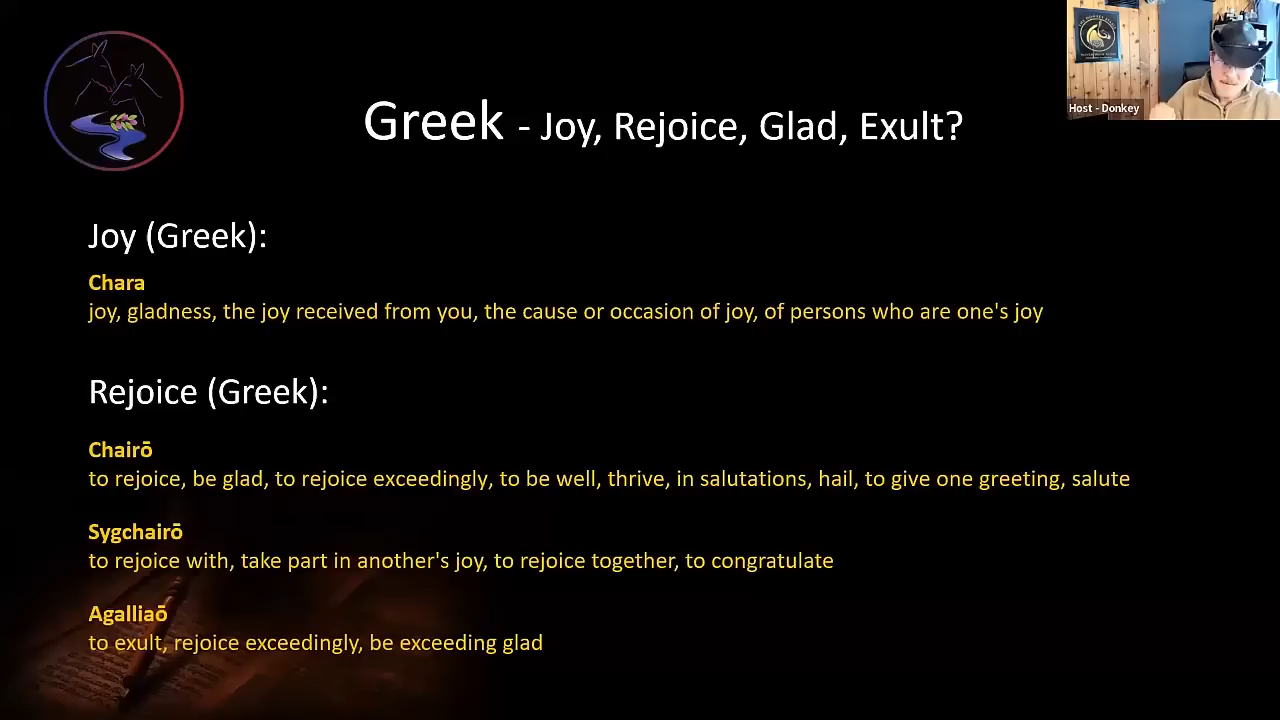 Greek - Joy, Rejoice, Glad, Exult?
Host - Donkey
Joy (Greek):
Chara
joy, gladness, the joy received from you, the cause or occasion of joy, of persons who are one's joy
Rejoice (Greek):
Chairō
to rejoice, be glad, to rejoice exceedingly, to be well, thrive, in salutations, hail, to give one greeting, salute
Sygchairō
to rejoice with, take part in another's joy, to rejoice together, to congratulate
Agalliaō
to exult, rejoice exceedingly, be exceeding glad